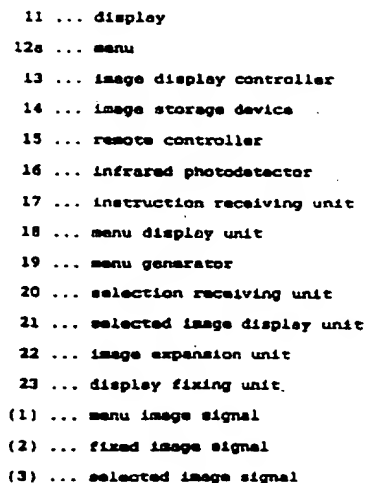 11 ... display
12a ... menu
13 ... image display controller
14 ... image storage device
15 ... remote controller
16 ... infrared photodetector
17 ... instruction receiving unit
18 ... menu display unit
19 ... menu generator
20 ... selection receiving unit
21 ... selected image display unit
22 ... image expansion unit
23 ... display fixing unit.
(1) ... menu image signal
(2) ... fixed image signal
(3) ... selected image signal